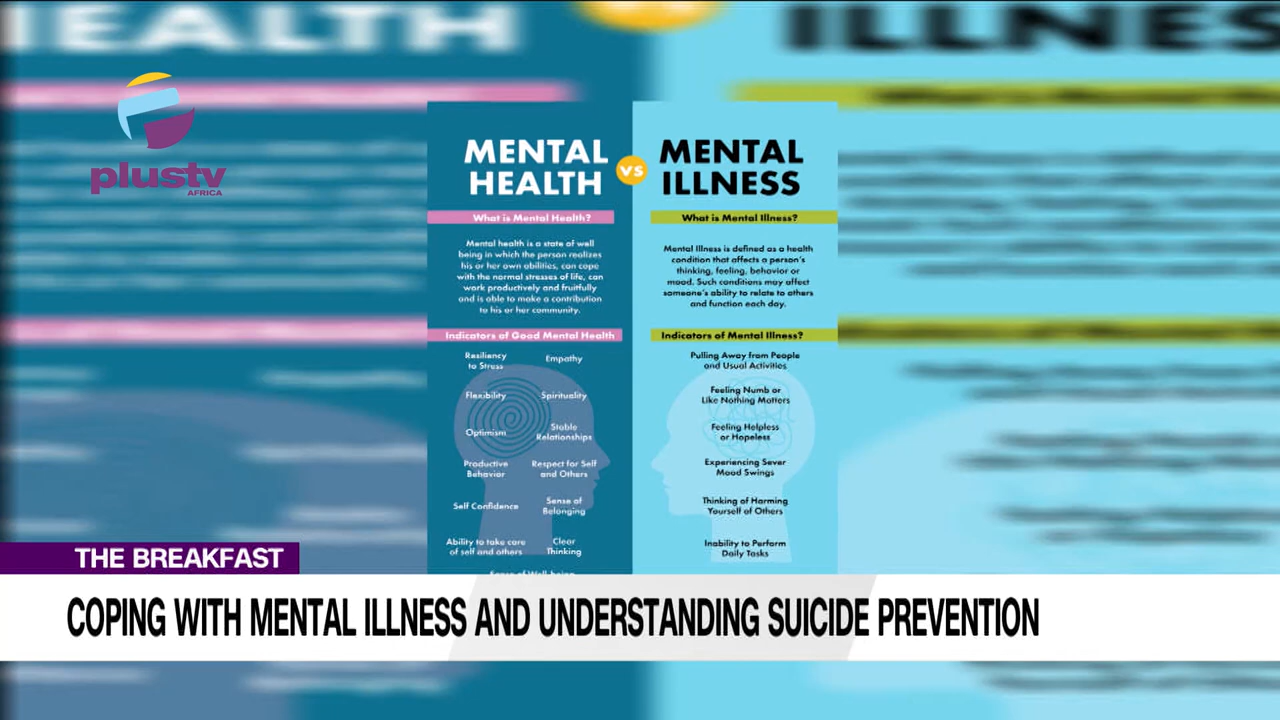 HEALTH
ILLNES
plustv
AFRICA
MENTAL
HEALTH
vs
MENTAL
ILLNESS
What is Mental Health?
Mental health is a state of well
being in which the person realizes
his or her own abilities, can cope
with the normal stresses of life, can
work productively and fruitfully
and is able to make a contribution
to his or her community.
What is Mental Illness?
Mental Illness is defined as a health
condition that affects a person's
thinking, feeling, behavior or
mood. Such conditions may affect
someone's ability to relate to others
and function each day.
Indicators of Good Mental Health
Resiliency
to Stress
Empathy
Flexibility
Spirituality
Optimism
Stable
Relationships
Productive
Behavior
Respect for Self
and Others
Self Confidence
Sense of
Belonging
Ability to take care
of self and others
Clear
Thinking
Sense of Well-being
Indicators of Mental Illness?
Pulling Away from People
and Usual Activities
Feeling Numb or
Like Nothing Matters
Feeling Helpless
or Hopeless
Experiencing Sever
Mood Swings
Thinking of Harming
Yourself of Others
Inability to Perform
Daily Tasks
THE BREAKFAST
COPING WITH MENTAL ILLNESS AND UNDERSTANDING SUICIDE PREVENTION